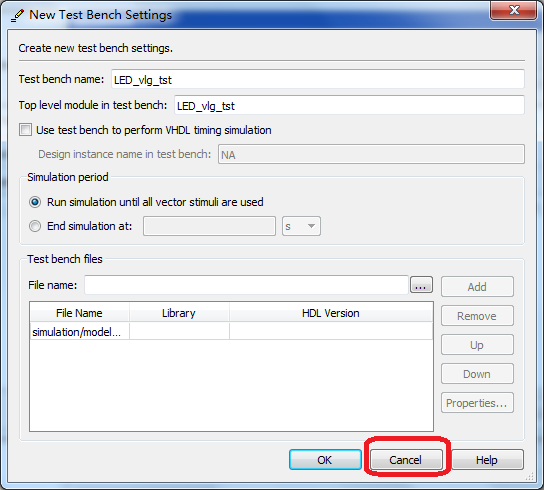 New Test Bench Settings
Create new test bench settings.
Test bench name: LED_vlg_tst
Top level module in test bench: LED_vlg_tst
Use test bench to perform VHDL timing simulation
Design instance name in test bench: NA
Simulation period
Run simulation until all vector stimuli are used
End simulation at: s
Test bench files
File name: ... Add
File Name Library HDL Version
Remove
simulation/model...
Up
Down
Properties...
OK Cancel Help